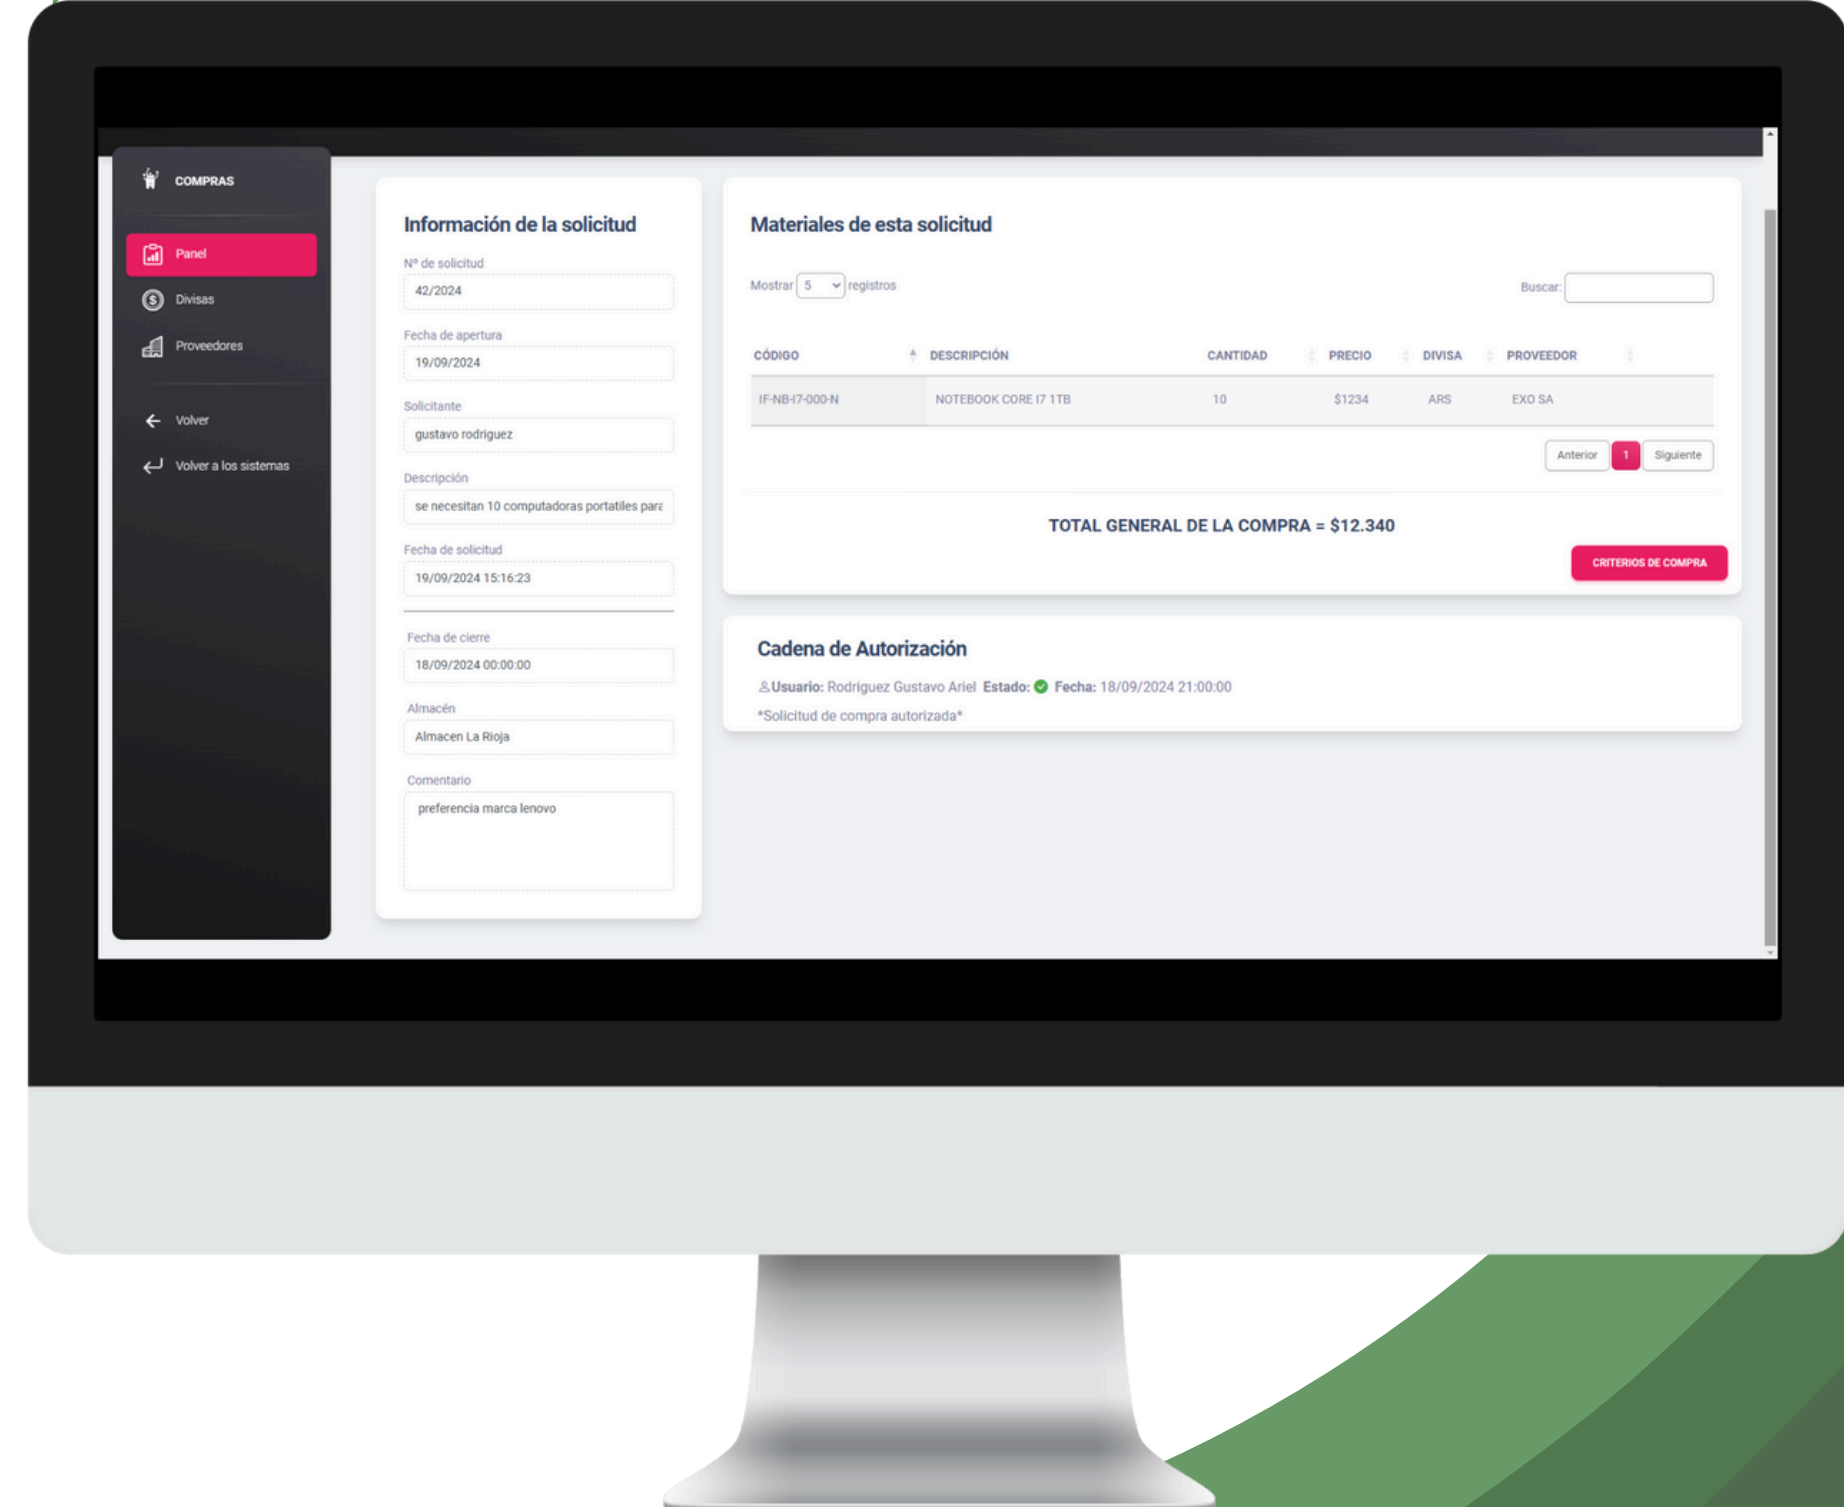 COMPRAS
Panel
Divisas
Proveedores
Volver
Volver a los sistemas
Información de la solicitud
Nº de solicitud
42/2024
Fecha de apertura
19/09/2024
Solicitante
gustavo rodriguez
Descripción
se necesitan 10 computadoras portatiles para
Fecha de solicitud
19/09/2024 15:16:23
Fecha de cierre
18/09/2024 00:00:00
Almacén
Almacen La Rioja
Comentario
preferencia marca lenovo
Materiales de esta solicitud
Mostrar 5 registros Buscar:
CÓDIGO DESCRIPCIÓN CANTIDAD PRECIO DIVISA PROVEEDOR
IF-NB-I7-000-N NOTEBOOK CORE I7 1TB 10 $1234 ARS EXO SA
Anterior 1 Siguiente
TOTAL GENERAL DE LA COMPRA = $12.340
CRITERIOS DE COMPRA
Cadena de Autorización
Usuario: Rodriguez Gustavo Ariel Estado: Fecha: 18/09/2024 21:00:00
*Solicitud de compra autorizada*